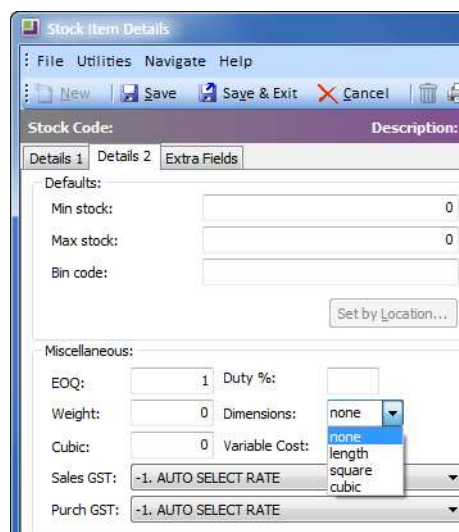 Stock Item Details
File Utilities Navigate Help
New Save Save & Exit Cancel
Stock Code: Description:
Details 1 Details 2 Extra Fields
Defaults:
Min stock: 0
Max stock: 0
Bin code:
Set by Location...
Miscellaneous:
EOQ: 1 Duty %:
Weight: 0 Dimensions: none
none
length
Cubic: 0 Variable Cost: square
cubic
Sales GST: -1. AUTO SELECT RATE
Purch GST: -1. AUTO SELECT RATE